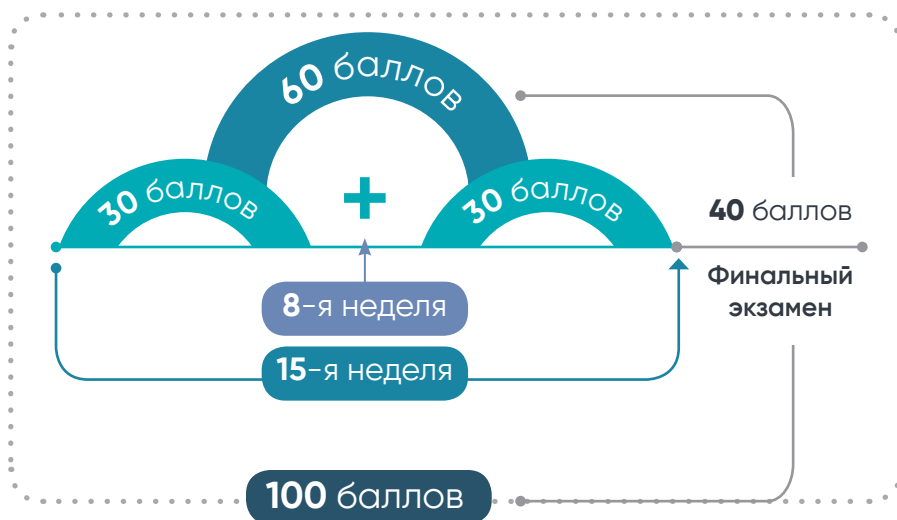 60 баллов
30 баллов
+
30 баллов
40 баллов
8-я неделя
Финальный
экзамен
15-я неделя
100 баллов